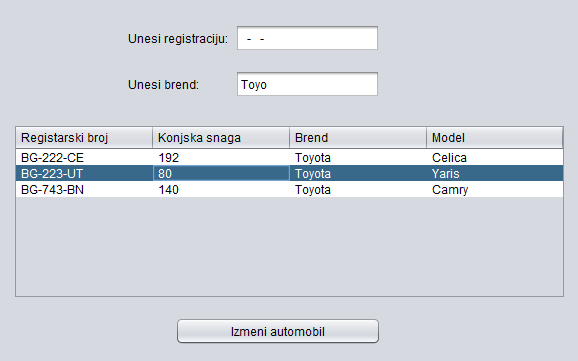 Unesi registraciju: - -
Unesi brend: Toyo
Registarski broj Konjska snaga Brend Model
BG-222-CE 192 Toyota Celica
BG-223-UT 80 Toyota Yaris
BG-743-BN 140 Toyota Camry
Izmeni automobil